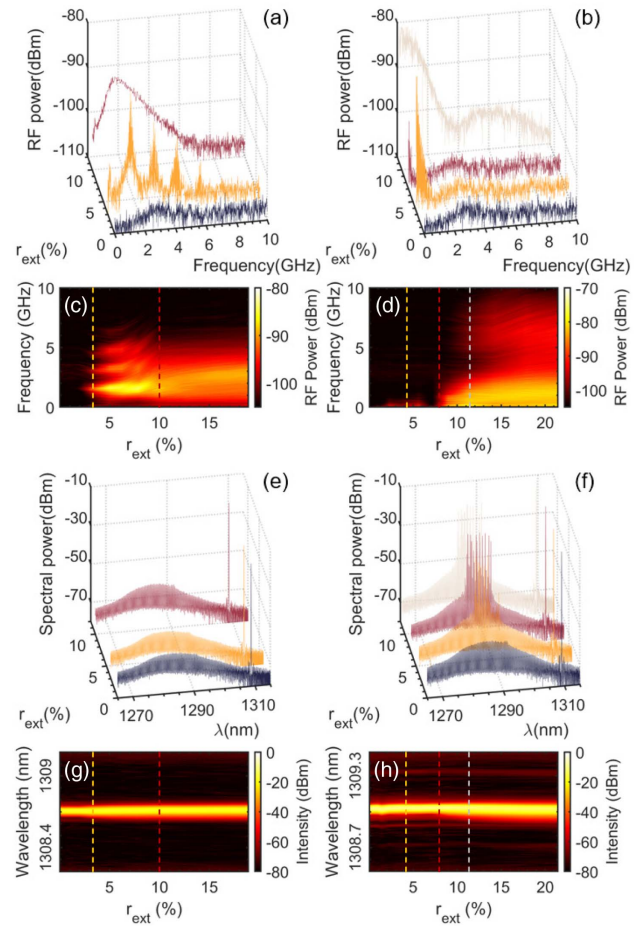 (a)
RF power(dBm)
-80
-90
-100
-110
10
5
0
r_ext(%)
0 2 4 6 8 10
Frequency(GHz)
(b)
RF power(dBm)
-80
-90
-100
-110
10
5
0
r_ext(%)
0 2 4 6 8 10
Frequency(GHz)
(c)
Frequency (GHz)
10
5
0
5 10 15
r_ext (%)
-80
-90
-100
RF Power (dBm)
(d)
Frequency (GHz)
10
5
0
5 10 15 20
r_ext (%)
-70
-80
-90
-100
RF Power (dBm)
(e)
Spectral power(dBm)
-10
-30
-50
-70
10
5
0
r_ext(%)
1270 1290 1310
λ(nm)
(f)
Spectral power(dBm)
-10
-30
-50
-70
10
5
0
r_ext(%)
1270 1290 1310
λ(nm)
(g)
Wavelength (nm)
1309
1308.4
5 10 15
r_ext (%)
0
-20
-40
-60
-80
Intensity (dBm)
(h)
Wavelength (nm)
1309.3
1308.7
5 10 15 20
r_ext (%)
0
-20
-40
-60
-80
Intensity (dBm)